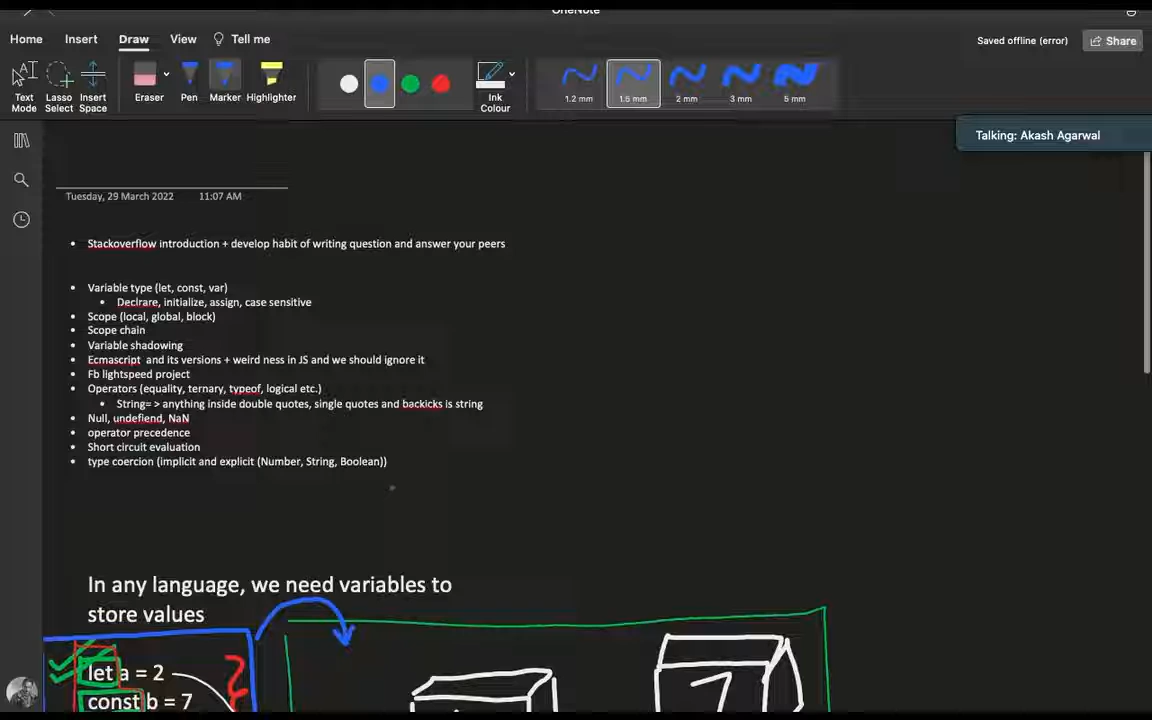 OneNote
Home Insert Draw View Tell me
Saved offline (error) Share
Text Mode
Lasso Select
Insert Space
Eraser
Pen
Marker
Highlighter
Ink Colour
1.2 mm
1.5 mm
2 mm
3 mm
5 mm
Talking: Akash Agarwal
Tuesday, 29 March 2022 11:07 AM
• Stackoverflow introduction + develop habit of writing question and answer your peers
• Variable type (let, const, var)
• Declrare, initialize, assign, case sensitive
• Scope (local, global, block)
• Scope chain
• Variable shadowing
• Ecmascript and its versions + weird ness in JS and we should ignore it
• Fb lightspeed project
• Operators (equality, ternary, typeof, logical etc.)
• String= > anything inside double quotes, single quotes and backicks is string
• Null, undefiend, NaN
• operator precedence
• Short circuit evaluation
• type coercion (implicit and explicit (Number, String, Boolean))
In any language, we need variables to
store values
let a = 2
const b = 7
7